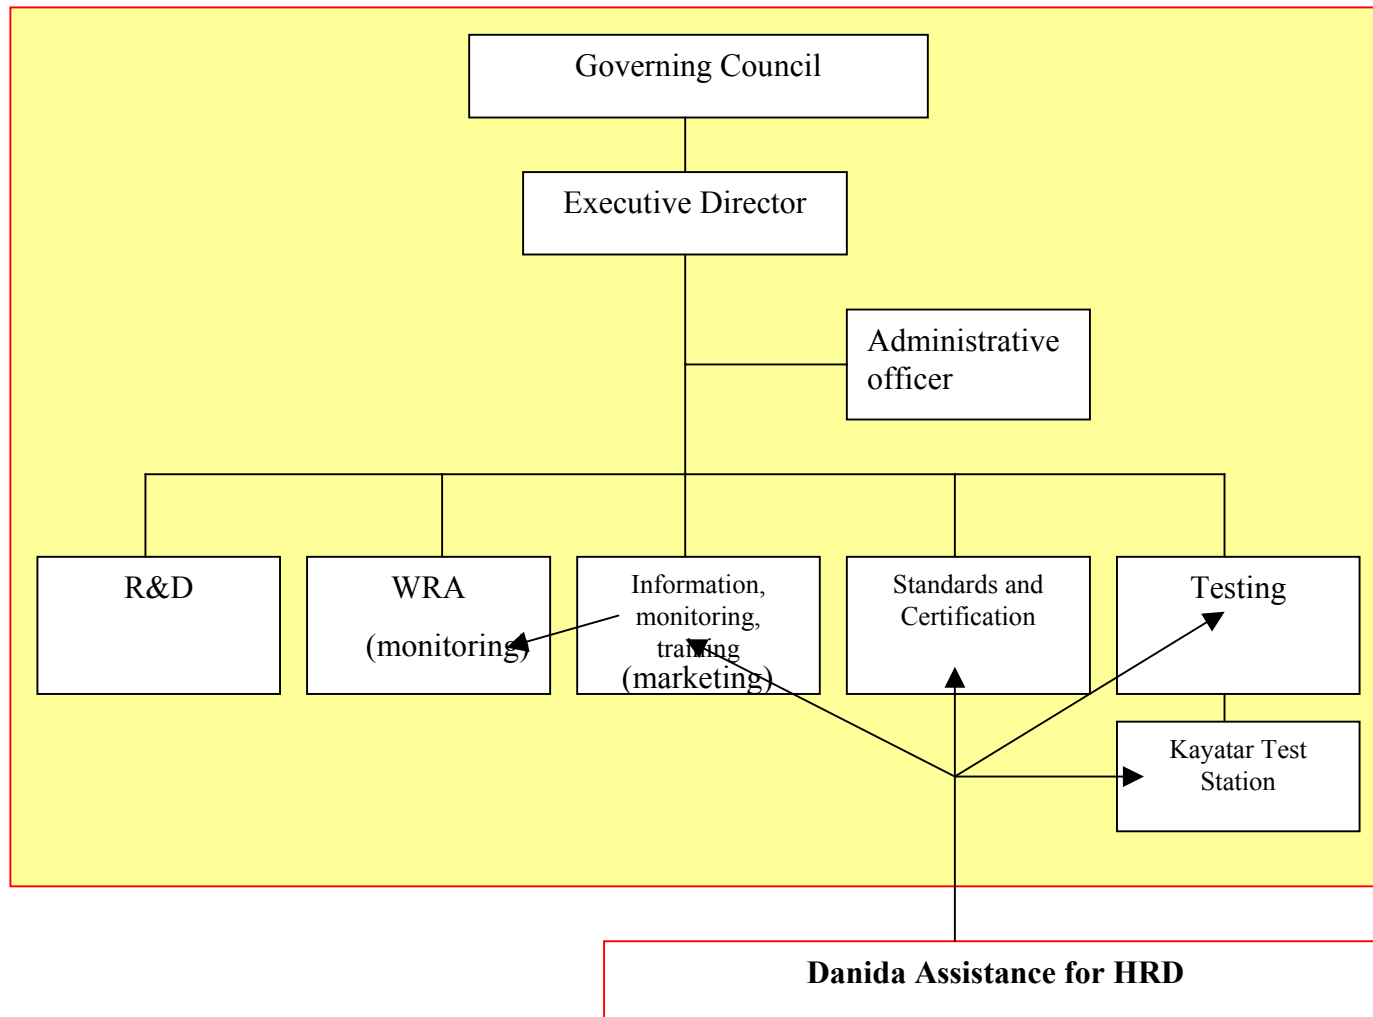 Governing Council
Executive Director
Administrative
officer
R&D
WRA
(monitoring)
Information,
monitoring,
training
(marketing)
Standards and
Certification
Testing
Kayatar Test
Station
Danida Assistance for HRD